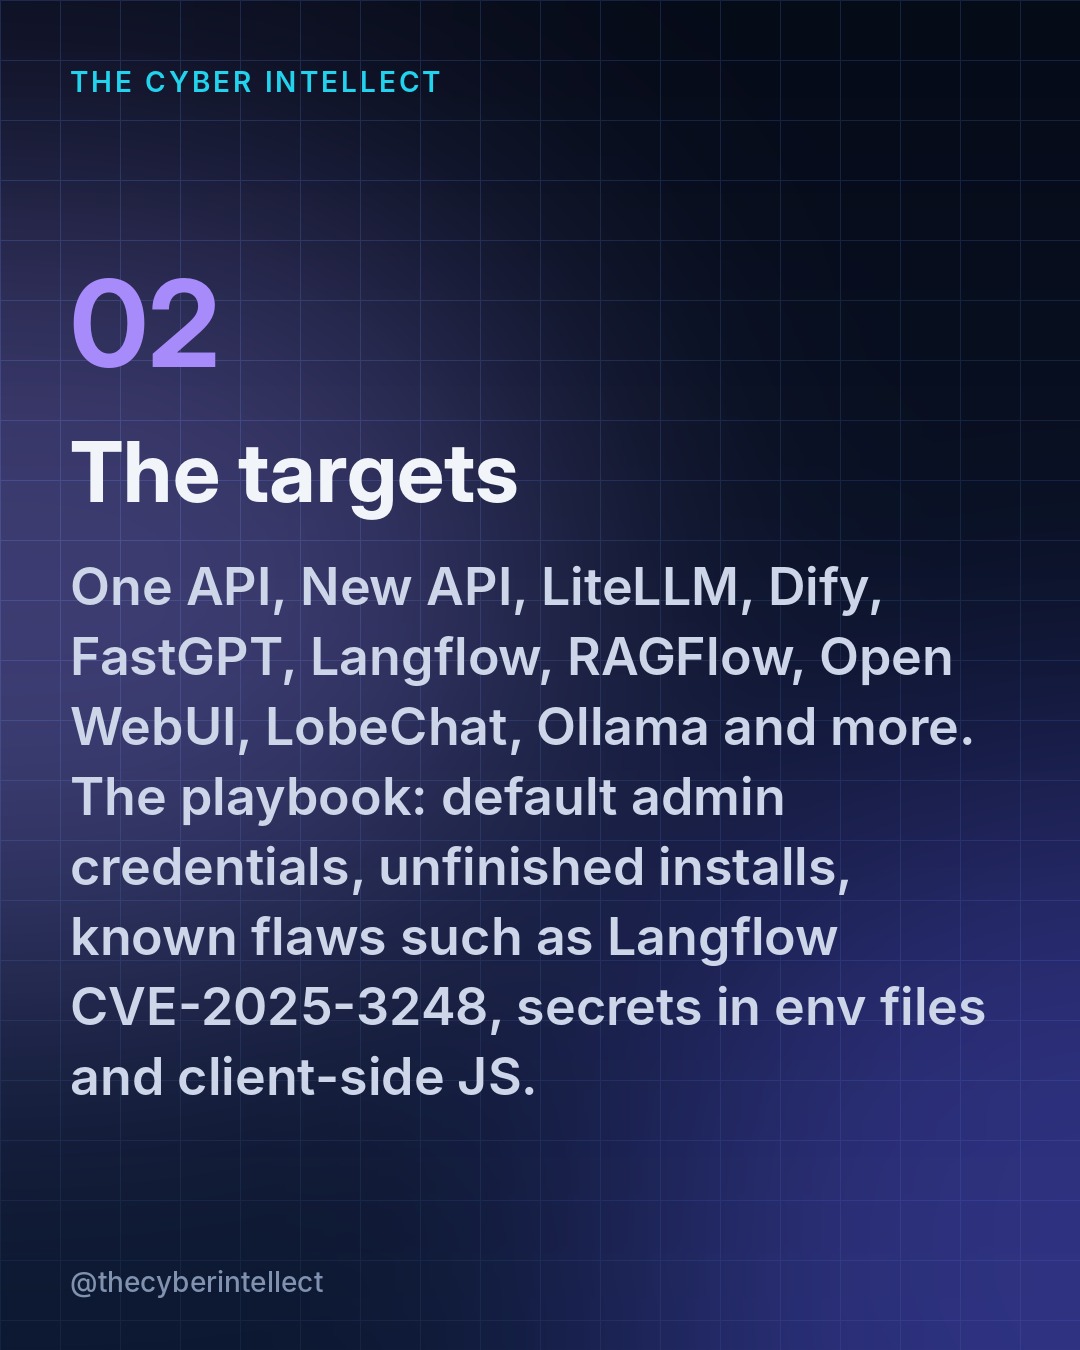 THE CYBER INTELLECT
02
The targets
One API, New API, LiteLLM, Dify,
FastGPT, Langflow, RAGFlow, Open
WebUI, LobeChat, Ollama and more.
The playbook: default admin
credentials, unfinished installs,
known flaws such as Langflow
CVE-2025-3248, secrets in env files
and client-side JS.
@thecyberintellect